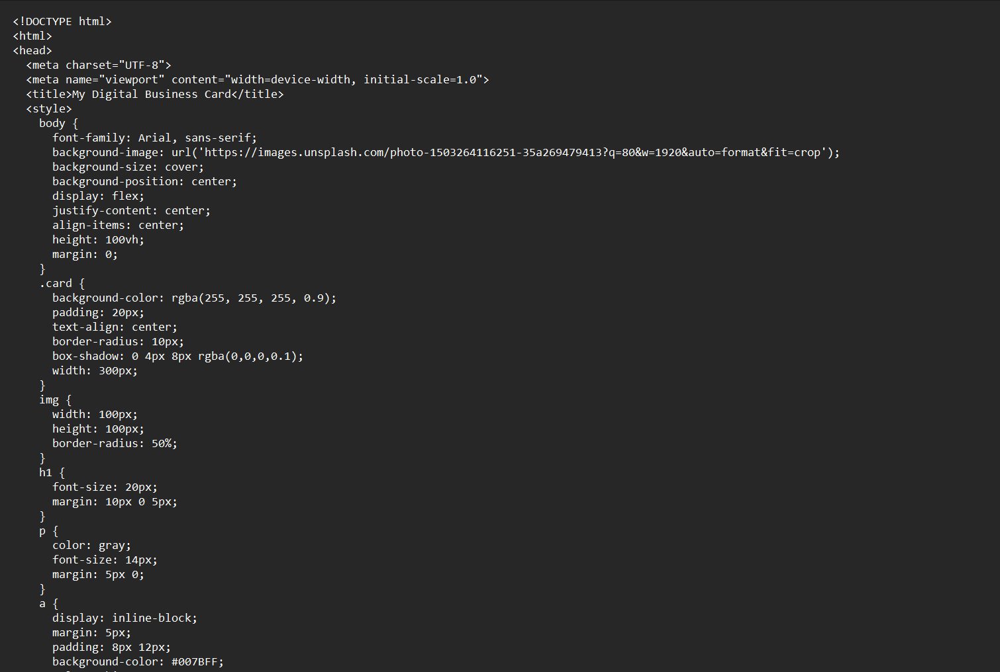 <!DOCTYPE html>
<html>
<head>
  <meta charset="UTF-8">
  <meta name="viewport" content="width=device-width, initial-scale=1.0">
  <title>My Digital Business Card</title>
  <style>
    body {
      font-family: Arial, sans-serif;
      background-image: url('https://images.unsplash.com/photo-1503264116251-35a269479413?q=80&w=1920&auto=format&fit=crop');
      background-size: cover;
      background-position: center;
      display: flex;
      justify-content: center;
      align-items: center;
      height: 100vh;
      margin: 0;
    }
    .card {
      background-color: rgba(255, 255, 255, 0.9);
      padding: 20px;
      text-align: center;
      border-radius: 10px;
      box-shadow: 0 4px 8px rgba(0,0,0,0.1);
      width: 300px;
    }
    img {
      width: 100px;
      height: 100px;
      border-radius: 50%;
    }
    h1 {
      font-size: 20px;
      margin: 10px 0 5px;
    }
    p {
      color: gray;
      font-size: 14px;
      margin: 5px 0;
    }
    a {
      display: inline-block;
      margin: 5px;
      padding: 8px 12px;
      background-color: #007BFF;